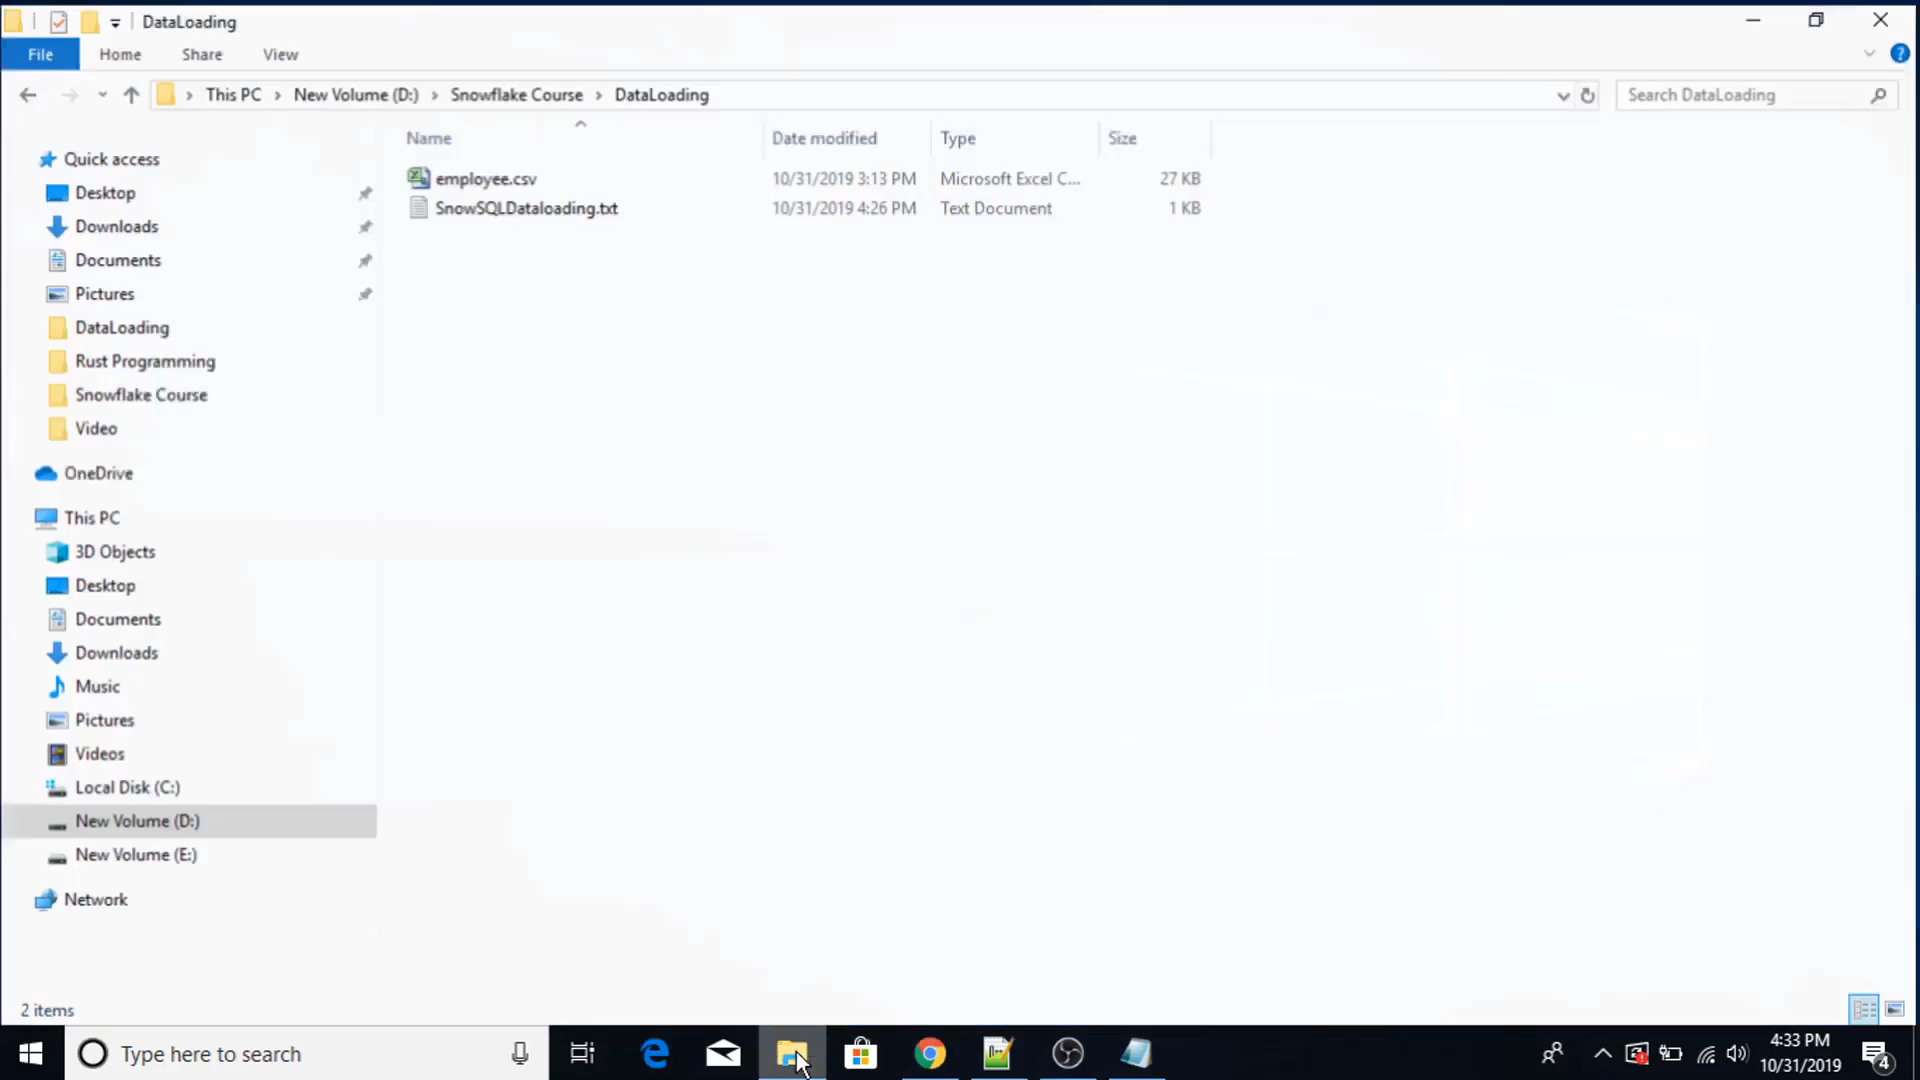 DataLoading
File Home Share View
This PC New Volume (D:) Snowflake Course DataLoading Search DataLoading
Name Date modified Type Size
employee.csv 10/31/2019 3:13 PM Microsoft Excel C... 27 KB
SnowSQLDataloading.txt 10/31/2019 4:26 PM Text Document 1 KB
Quick access
Desktop
Downloads
Documents
Pictures
DataLoading
Rust Programming
Snowflake Course
Video
OneDrive
This PC
3D Objects
Desktop
Documents
Downloads
Music
Pictures
Videos
Local Disk (C:)
New Volume (D:)
New Volume (E:)
Network
2 items
Type here to search
4:33 PM
10/31/2019
4